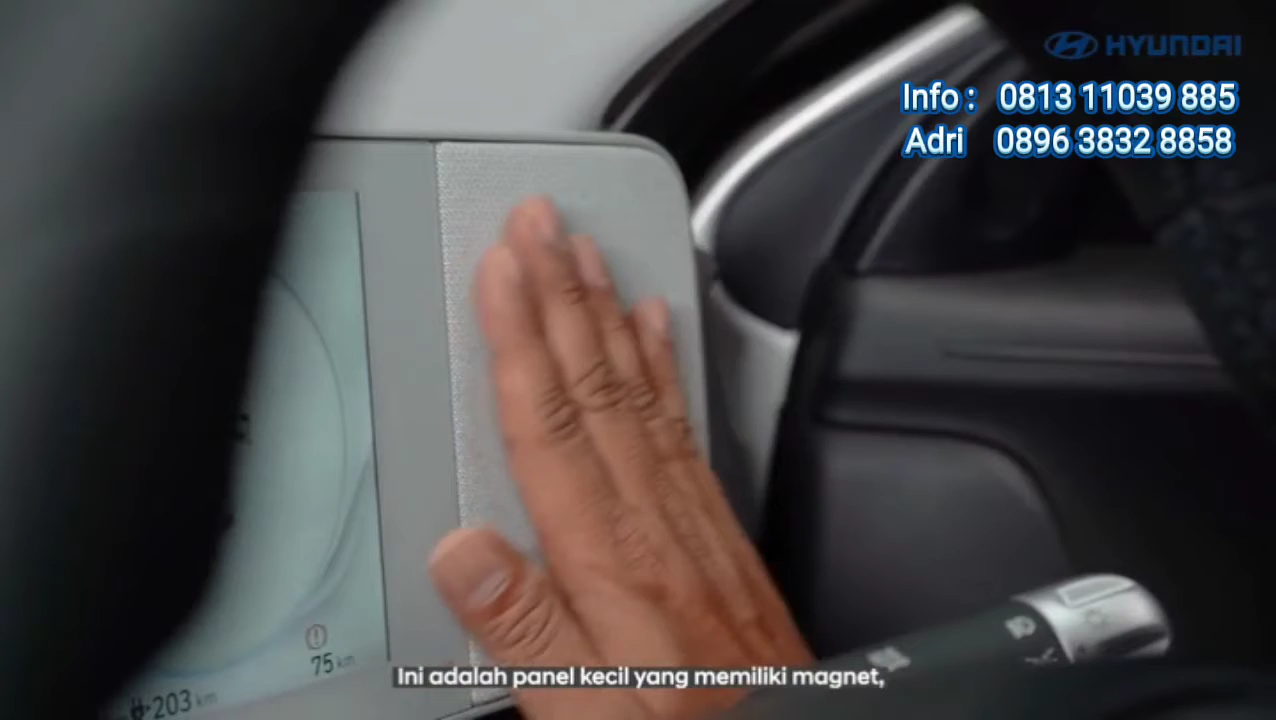 HYUNDAI
Info : 0813 11039 885
Adri 0896 3832 8858
75 km
203 km
Ini adalah panel kecil yang memiliki magnet,